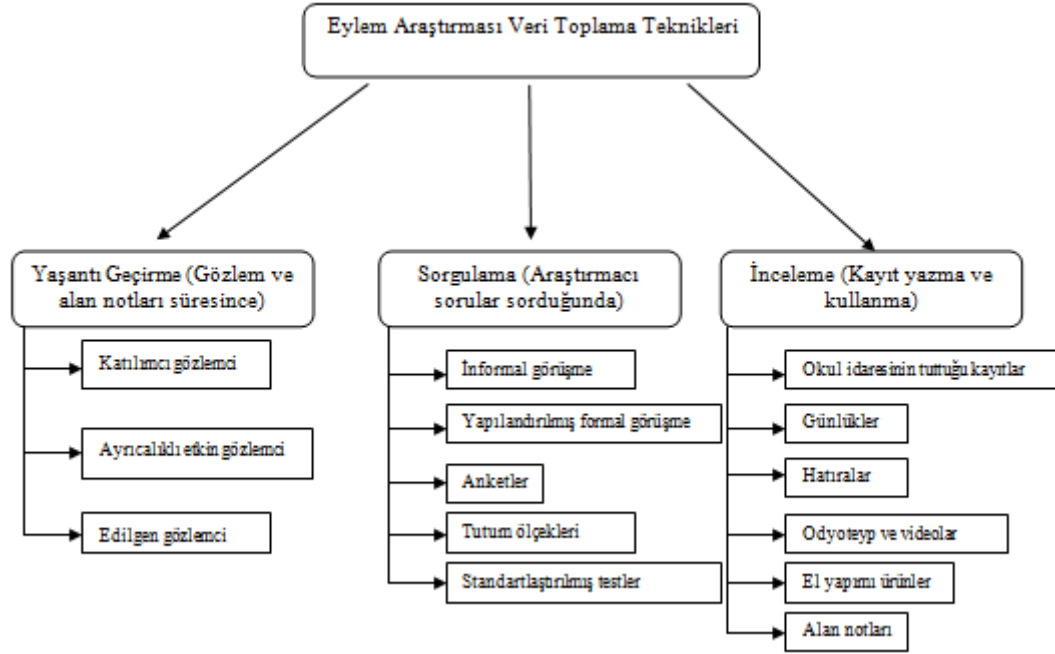 Eylem Araştırması Veri Toplama Teknikleri
Yaşantı Geçirme (Gözlem ve
alan notları süresince)
Katılımcı gözlemci
Ayrıcalıklı etkin gözlemci
Edilgen gözlemci
Sorgulama (Araştırmacı
sorular sorduğunda)
İnformal görüşme
Yapılandırılmış formal görüşme
Anketler
Tutum ölçekleri
Standartlaştırılmış testler
İnceleme (Kayıt yazma ve
kullanma)
Okul idaresinin tuttuğu kayıtlar
Günlükler
Hatıralar
Odyoteyp ve videolar
El yapımı ürünler
Alan notları